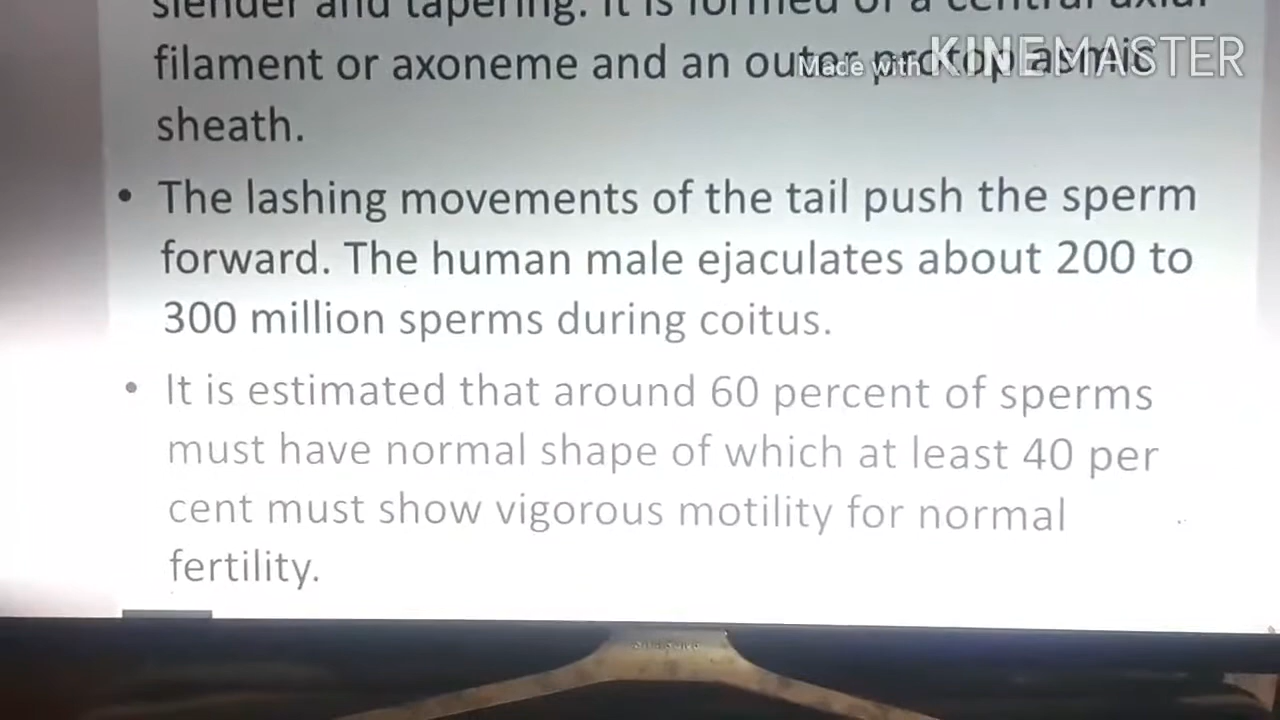 slender and tapering. It is formed of a central axial
filament or axoneme and an outer protoplasmic
Made with KINEMASTER
sheath.
• The lashing movements of the tail push the sperm
forward. The human male ejaculates about 200 to
300 million sperms during coitus.
• It is estimated that around 60 percent of sperms
must have normal shape of which at least 40 per
cent must show vigorous motility for normal
fertility.